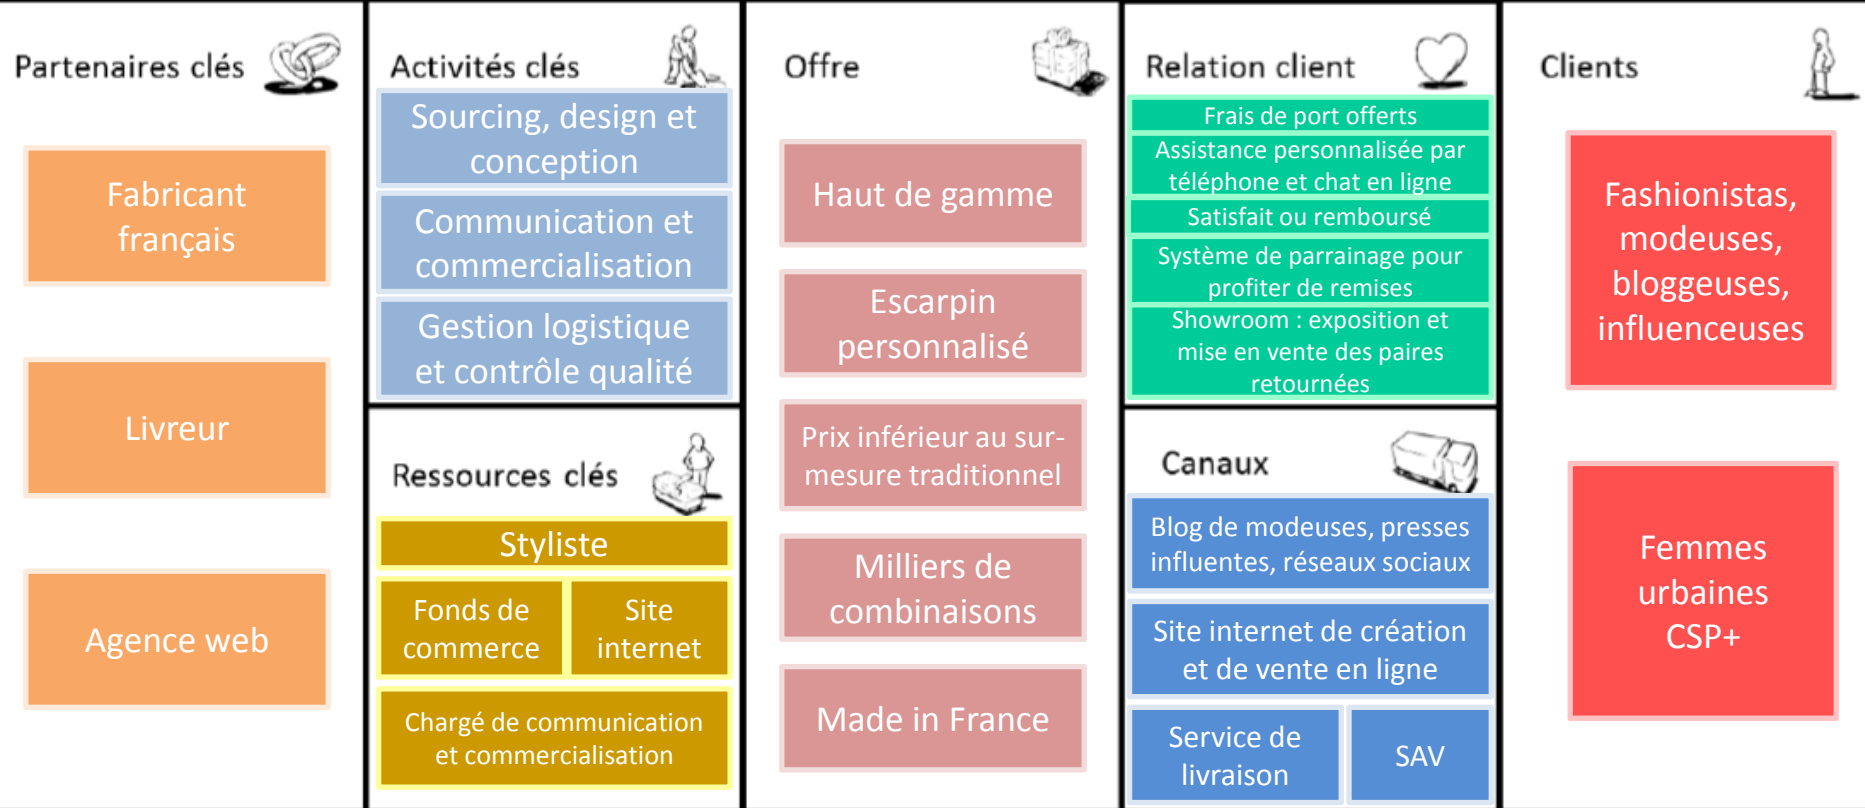 Partenaires clés
Fabricant
français
Livreur
Agence web
Activités clés
Sourcing, design et
conception
Communication et
commercialisation
Gestion logistique
et contrôle qualité
Ressources clés
Styliste
Fonds de
commerce
Site
internet
Chargé de communication
et commercialisation
Offre
Haut de gamme
Escarpin
personnalisé
Prix inférieur au sur-
mesure traditionnel
Milliers de
combinaisons
Made in France
Relation client
Frais de port offerts
Assistance personnalisée par
téléphone et chat en ligne
Satisfait ou remboursé
Système de parrainage pour
profiter de remises
Showroom : exposition et
mise en vente des paires
retournées
Canaux
Blog de modeuses, presses
influentes, réseaux sociaux
Site internet de création
et de vente en ligne
Service de
livraison
SAV
Clients
Fashionistas,
modeuses,
bloggeuses,
influenceuses
Femmes
urbaines
CSP+